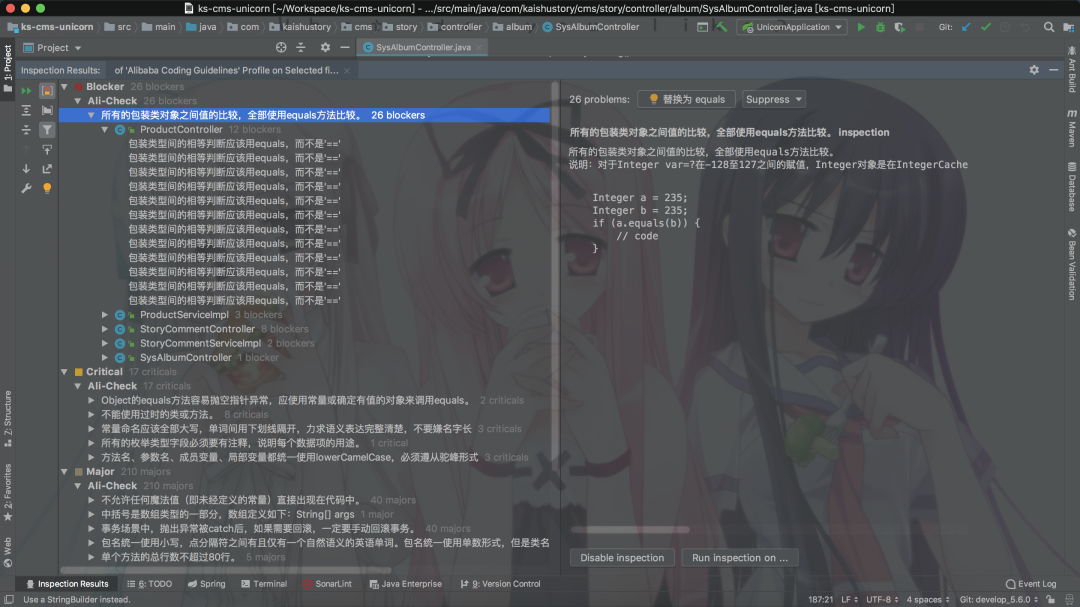 ks-cms-unicorn [~/Workspace/ks-cms-unicorn] - .../src/main/java/com/kaishustory/cms/story/controller/album/SysAlbumController.java [ks-cms-unicorn]
ks-cms-unicorn src main java com kaishustory cms story controller album SysAlbumController UnicornApplication Git:
Project SysAlbumController.java
Inspection Results: of 'Alibaba Coding Guidelines' Profile on Selected fi...
1: Project
7: Structure
2: Favorites
Web
Blocker 26 blockers
Ali-Check 26 blockers
所有的包装类对象之间值的比较，全部使用equals方法比较。 26 blockers
ProductController 12 blockers
包装类型间的相等判断应该用equals，而不是'=='
包装类型间的相等判断应该用equals，而不是'=='
包装类型间的相等判断应该用equals，而不是'=='
包装类型间的相等判断应该用equals，而不是'=='
包装类型间的相等判断应该用equals，而不是'=='
包装类型间的相等判断应该用equals，而不是'=='
包装类型间的相等判断应该用equals，而不是'=='
包装类型间的相等判断应该用equals，而不是'=='
包装类型间的相等判断应该用equals，而不是'=='
包装类型间的相等判断应该用equals，而不是'=='
包装类型间的相等判断应该用equals，而不是'=='
包装类型间的相等判断应该用equals，而不是'=='
ProductServiceImpl 3 blockers
StoryCommentController 8 blockers
StoryCommentServiceImpl 2 blockers
SysAlbumController 1 blocker
Critical 17 criticals
Ali-Check 17 criticals
Object的equals方法容易抛空指针异常，应使用常量或确定有值的对象来调用equals。 2 criticals
不能使用过时的类或方法。 8 criticals
常量命名应该全部大写，单词间用下划线隔开，力求语义表达完整清楚，不要嫌名字长 3 criticals
所有的枚举类型字段必须要有注释，说明每个数据项的用途。 1 critical
方法名、参数名、成员变量、局部变量都统一使用lowerCamelCase，必须遵从驼峰形式 3 criticals
Major 210 majors
Ali-Check 210 majors
不允许任何魔法值（即未经定义的常量）直接出现在代码中。 40 majors
中括号是数组类型的一部分，数组定义如下：String[] args 1 major
事务场景中，抛出异常被catch后，如果需要回滚，一定要手动回滚事务。 40 majors
包名统一使用小写，点分隔符之间有且仅有一个自然语义的英语单词。包名统一使用单数形式，但是类名
单个方法的总行数不超过80行。 5 majors
26 problems: 替换为 equals Suppress
所有的包装类对象之间值的比较，全部使用equals方法比较。 inspection
所有的包装类对象之间值的比较，全部使用equals方法比较。
说明：对于Integer var=?在-128至127之间的赋值，Integer对象是在IntegerCache
Integer a = 235;
Integer b = 235;
if (a.equals(b)) {
// code
}
Disable inspection Run inspection on ...
Ant Build
Maven
Database
Bean Validation
Inspection Results 6: TODO Spring Terminal SonarLint Java Enterprise 9: Version Control Event Log
Use a StringBuilder instead. 187:21 LF UTF-8 4 spaces Git: develop_5.6.0